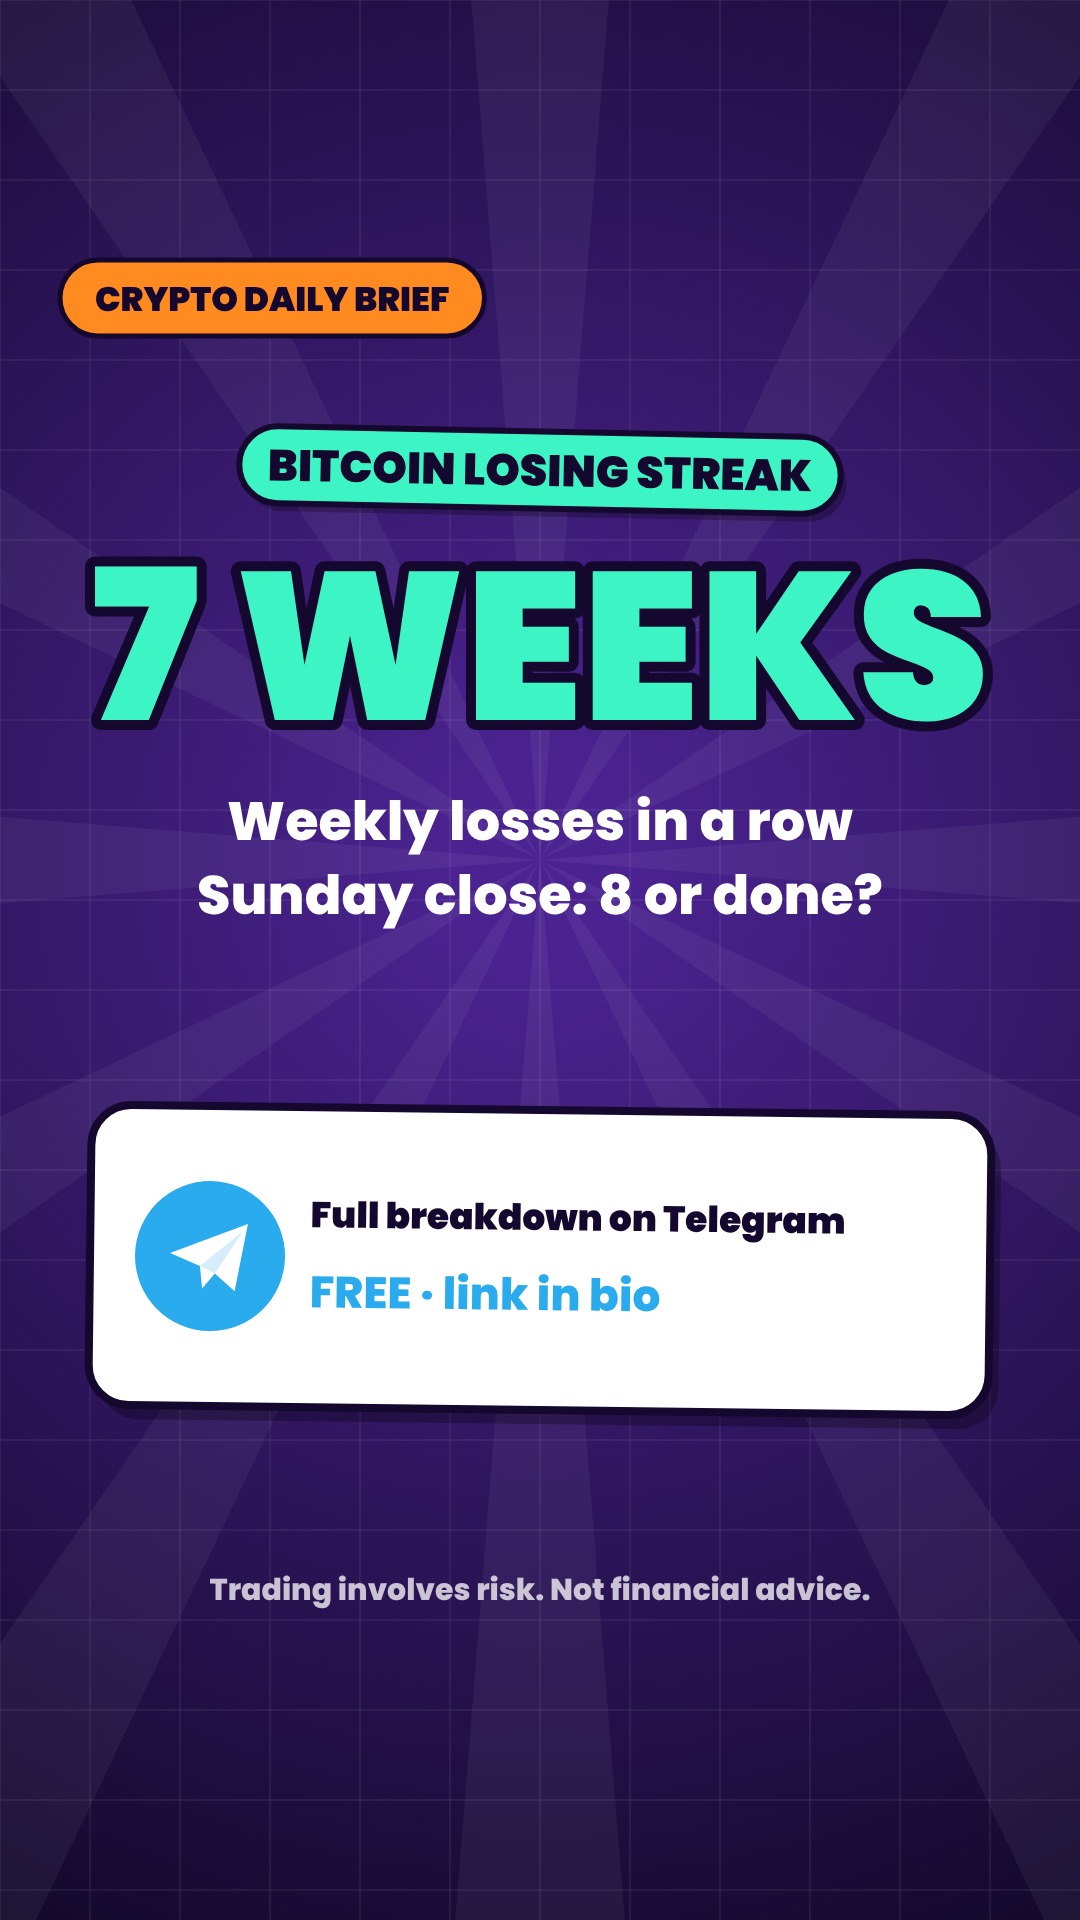 CRYPTO DAILY BRIEF
BITCOIN LOSING STREAK
7 WEEKS
Weekly losses in a row
Sunday close: 8 or done?
Full breakdown on Telegram
FREE · link in bio
Trading involves risk. Not financial advice.